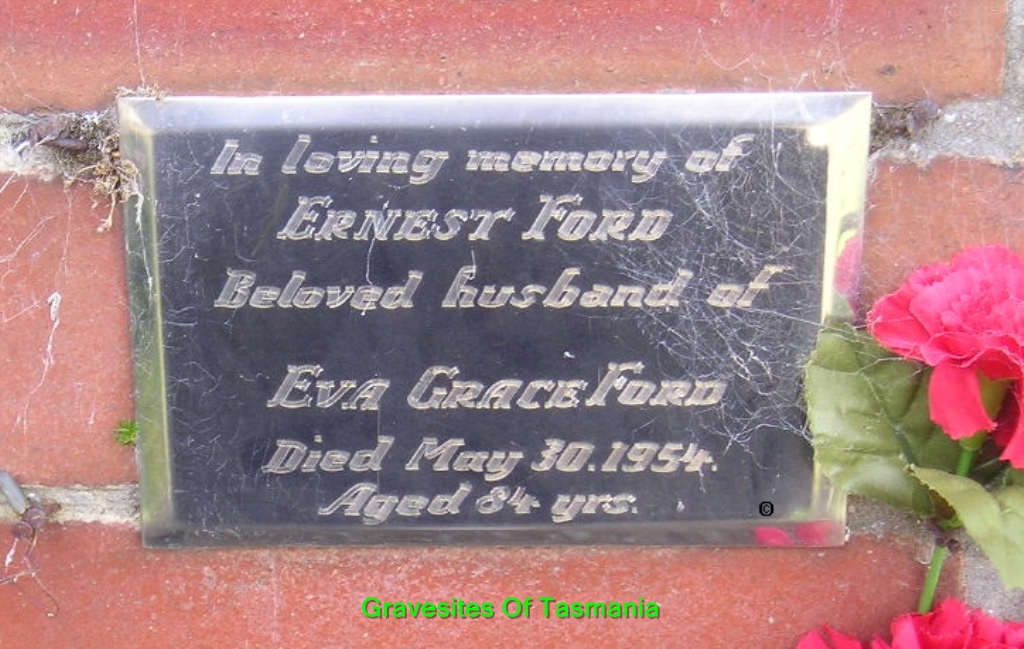 In loving memory of
ERNEST FORD
Beloved husband of
EVA GRACE FORD
Died May 30. 1954.
Aged 84 yrs.
©
Gravesites Of Tasmania